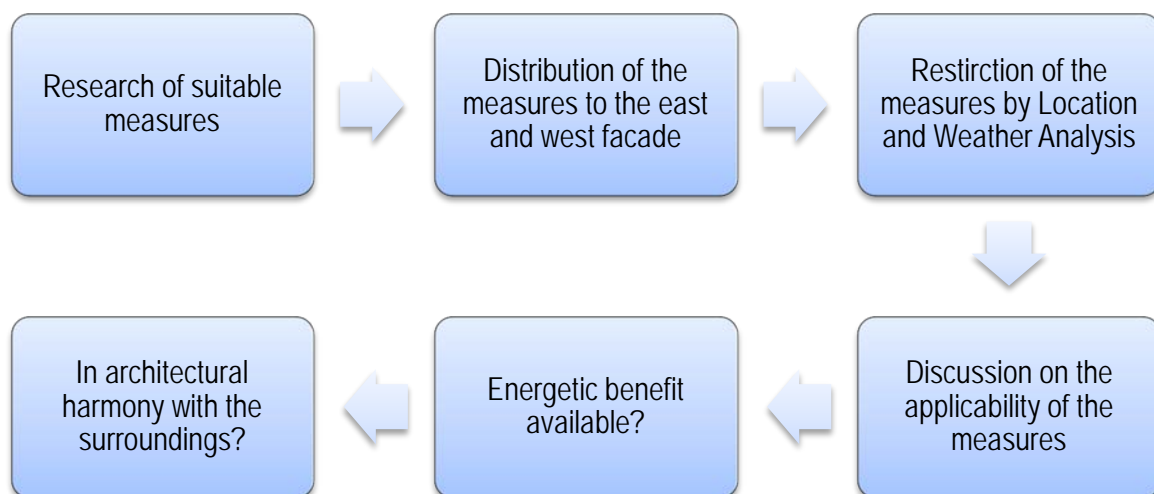 Research of suitable
measures
Distribution of the
measures to the east
and west facade
Restirction of the
measures by Location
and Weather Analysis
Discussion on the
applicability of the
measures
Energetic benefit
available?
In architectural
harmony with the
surroundings?